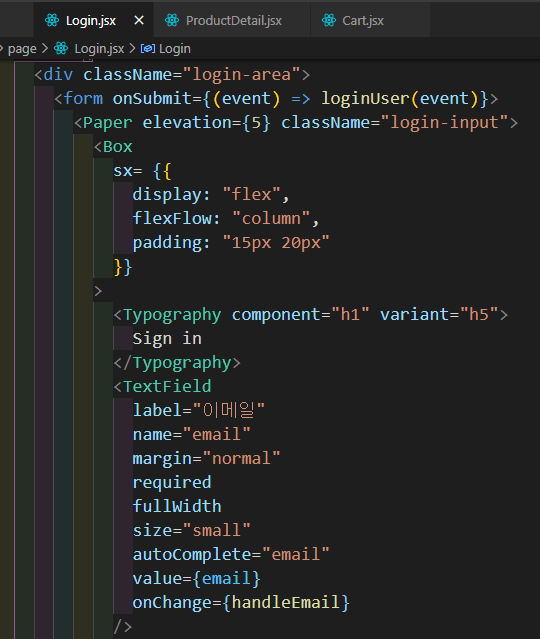 Login.jsx × ProductDetail.jsx Cart.jsx
page > Login.jsx > Login
<div className="login-area">
<form onSubmit={(event) => loginUser(event)}>
<Paper elevation={5} className="login-input">
<Box
sx= {{
display: "flex",
flexFlow: "column",
padding: "15px 20px"
}}
>
<Typography component="h1" variant="h5">
Sign in
</Typography>
<TextField
label="이메일"
name="email"
margin="normal"
required
fullWidth
size="small"
autoComplete="email"
value={email}
onChange={handleEmail}
/>